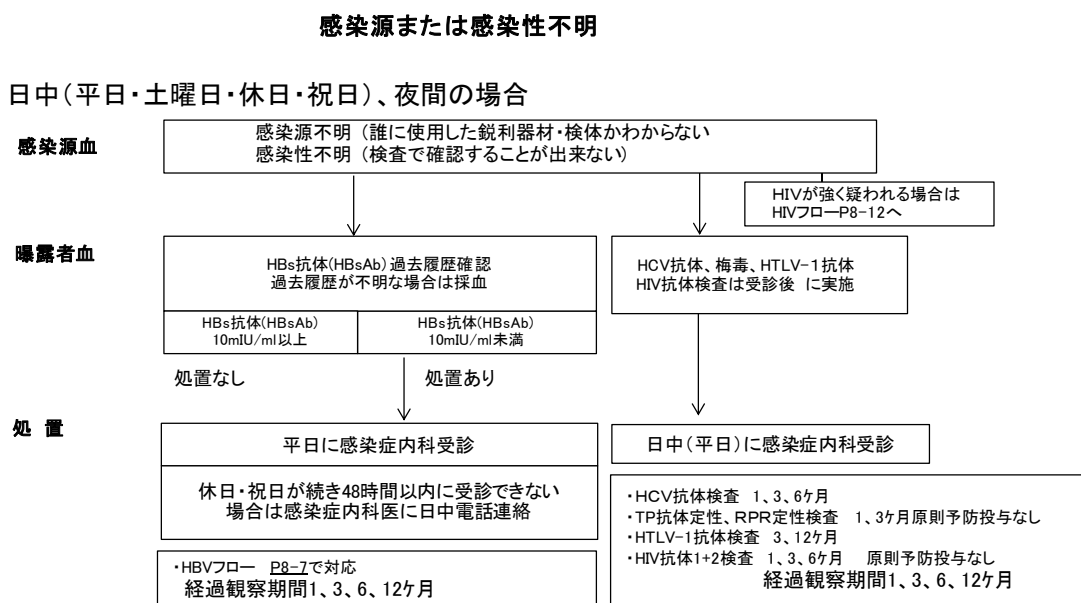 感染源または感染性不明
日中（平日・土曜日・休日・祝日）、夜間の場合
感染源血
感染源不明（誰に使用した鋭利器材・検体かわからない
感染性不明（検査で確認することが出来ない）
HIVが強く疑われる場合は
HIVフローP8-12へ
曝露者血
HBs抗体(HBsAb)過去履歴確認
過去履歴が不明な場合は採血
HCV抗体、梅毒、HTLV-1抗体
HIV抗体検査は受診後 に実施
HBs抗体(HBsAb)
10mIU/ml以上
HBs抗体(HBsAb)
10mIU/ml未満
処置なし
処置あり
処 置
平日に感染症内科受診
休日・祝日が続き48時間以内に受診できない
場合は感染症内科医に日中電話連絡
・HBVフロー P8-7で対応
経過観察期間1、3、6、12ケ月
日中（平日）に感染症内科受診
・HCV抗体検査 1、3、6ケ月
・TP抗体定性、RPR定性検査 1、3ケ月原則予防投与なし
・HTLV-1抗体検査 3、12ケ月
・HIV抗体1+2検査 1、3、6ケ月 原則予防投与なし
経過観察期間1、3、6、12ケ月